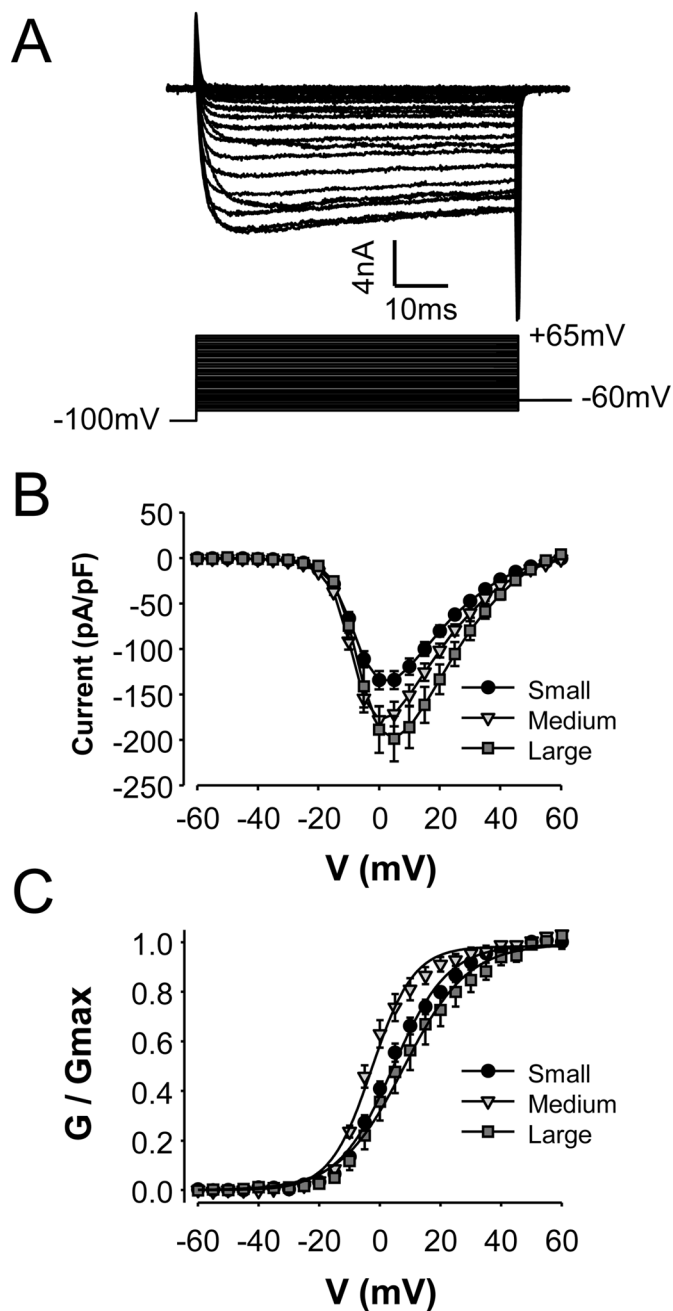 A
4nA
10ms
+65mV
-60mV
-100mV
B
50
0
-50
-100
-150
-200
-250
Current (pA/pF)
Small
Medium
Large
-60 -40 -20 0 20 40 60
V (mV)
C
1.0
0.8
0.6
0.4
0.2
0.0
G / Gmax
Small
Medium
Large
-60 -40 -20 0 20 40 60
V (mV)